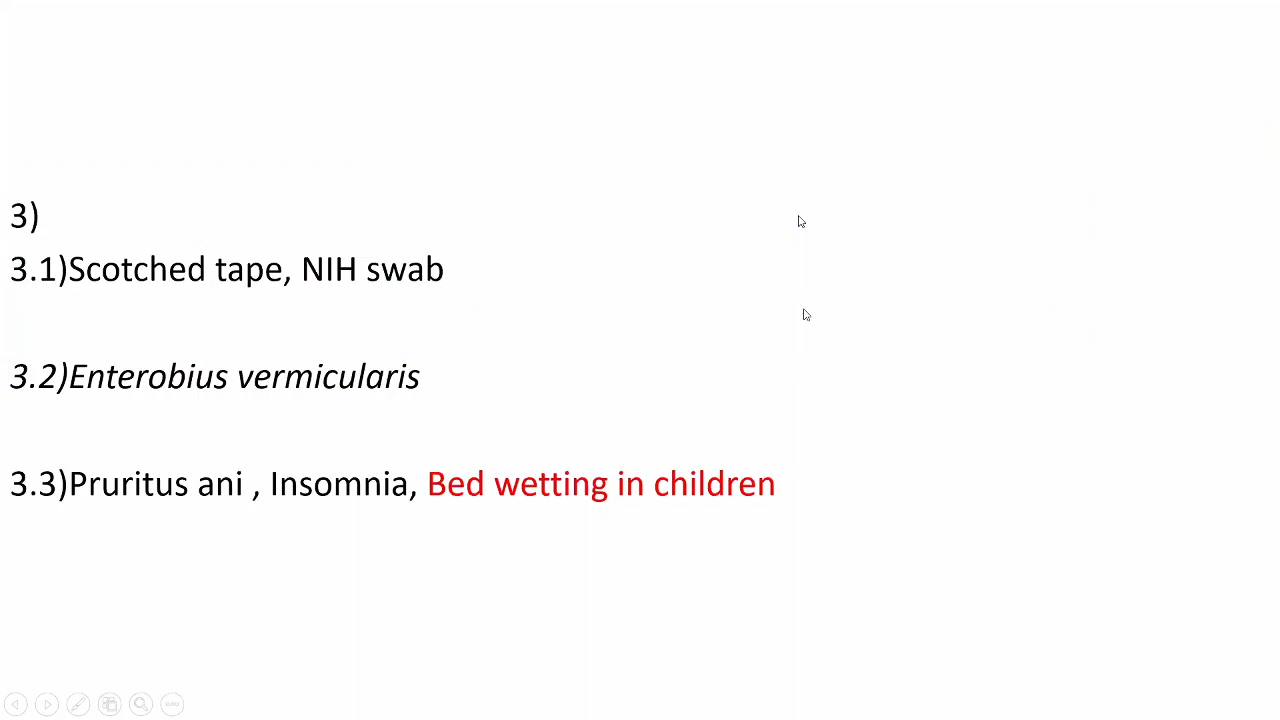 3)
3.1)Scotched tape, NIH swab
3.2)Enterobius vermicularis
3.3)Pruritus ani , Insomnia, Bed wetting in children